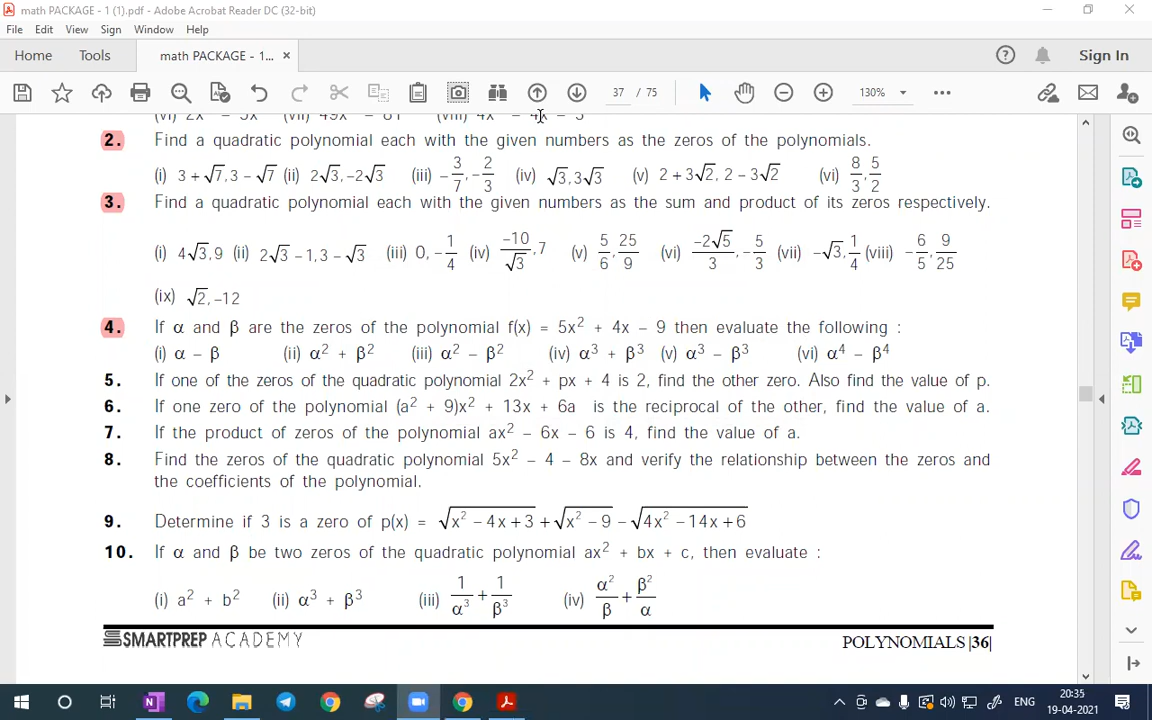 math PACKAGE - 1 (1).pdf - Adobe Acrobat Reader DC (32-bit)
File Edit View Sign Window Help
Home Tools math PACKAGE - 1... × Sign In
37 / 75 130%
2. Find a quadratic polynomial each with the given numbers as the zeros of the polynomials.
(i) 3 + √7, 3 − √7 (ii) 2√3, −2√3 (iii) −3/7, −2/3 (iv) √3, 3√3 (v) 2 + 3√2, 2 − 3√2 (vi) 8/3, 5/2
3. Find a quadratic polynomial each with the given numbers as the sum and product of its zeros respectively.
(i) 4√3, 9 (ii) 2√3 − 1, 3 − √3 (iii) 0, −1/4 (iv) −10/√3, 7 (v) 5/6, 25/9 (vi) −2√5/3, −5/3 (vii) −√3, 1/4 (viii) −6/5, 9/25
(ix) √2, −12
4. If α and β are the zeros of the polynomial f(x) = 5x² + 4x − 9 then evaluate the following :
(i) α − β (ii) α² + β² (iii) α² − β² (iv) α³ + β³ (v) α³ − β³ (vi) α⁴ − β⁴
5. If one of the zeros of the quadratic polynomial 2x² + px + 4 is 2, find the other zero. Also find the value of p.
6. If one zero of the polynomial (a² + 9)x² + 13x + 6a is the reciprocal of the other, find the value of a.
7. If the product of zeros of the polynomial ax² − 6x − 6 is 4, find the value of a.
8. Find the zeros of the quadratic polynomial 5x² − 4 − 8x and verify the relationship between the zeros and
the coefficients of the polynomial.
9. Determine if 3 is a zero of p(x) = √(x² − 4x + 3) + √(x² − 9) − √(4x² − 14x + 6)
10. If α and β be two zeros of the quadratic polynomial ax² + bx + c, then evaluate :
(i) a² + b² (ii) α³ + β³ (iii) 1/α³ + 1/β³ (iv) α²/β + β²/α
SMARTPREP ACADEMY POLYNOMIALS |36|
ENG 20:35
19-04-2021